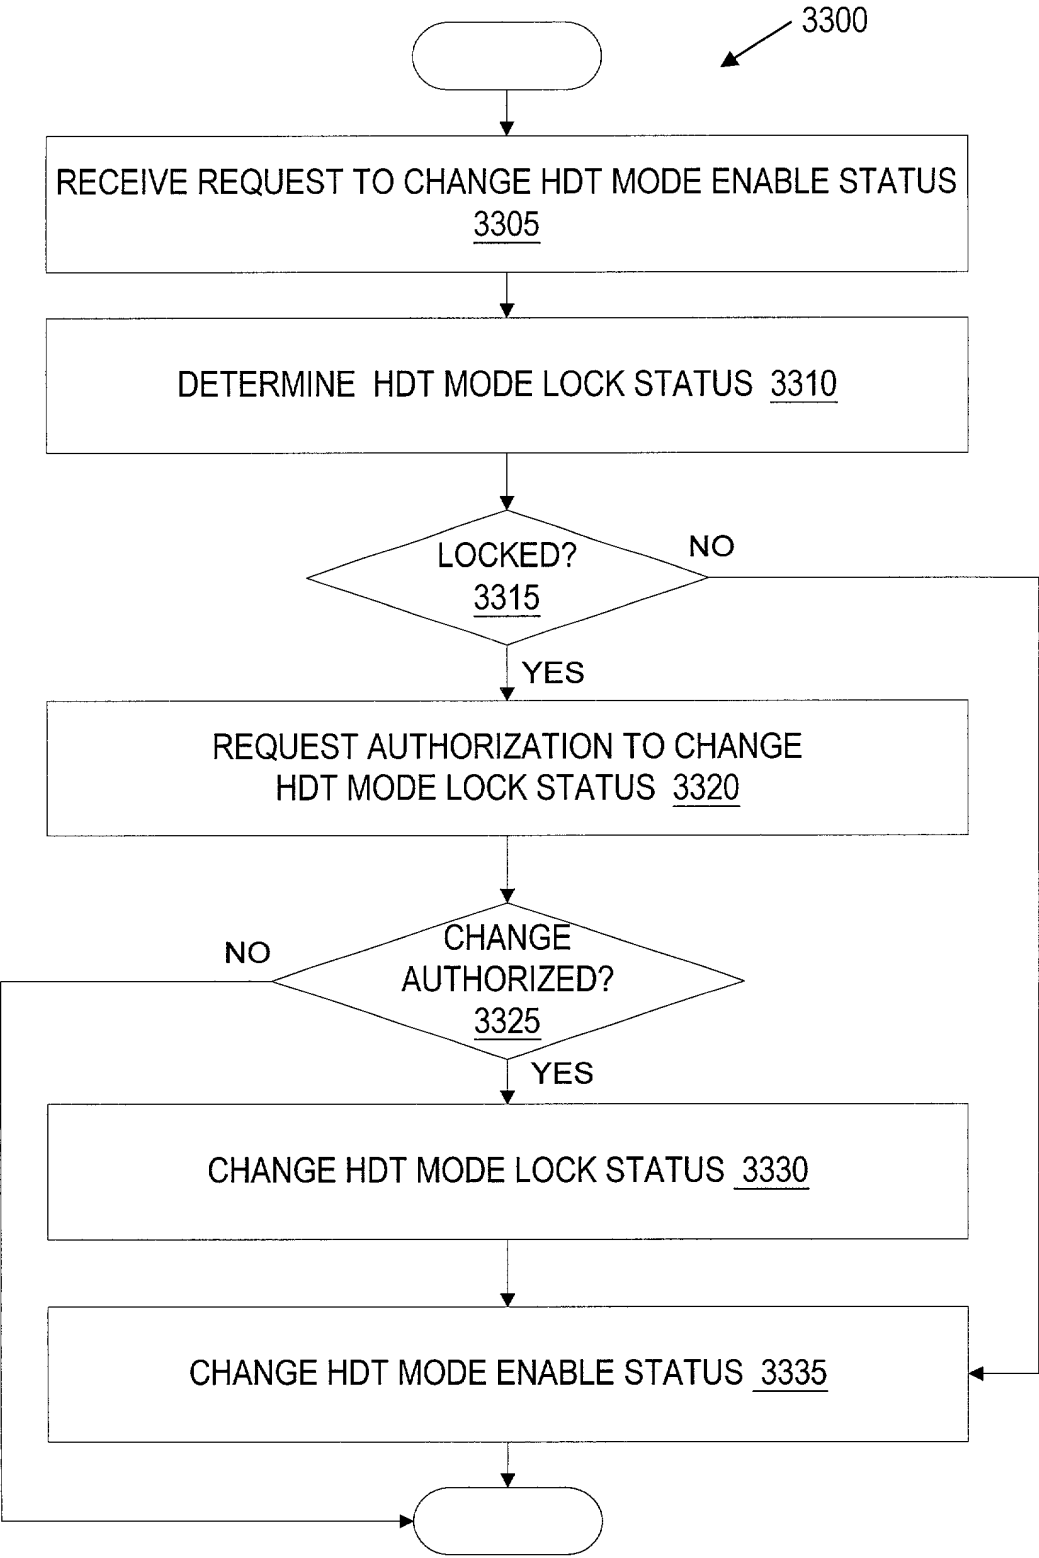 3300
RECEIVE REQUEST TO CHANGE HDT MODE ENABLE STATUS
3305
DETERMINE HDT MODE LOCK STATUS 3310
LOCKED?
3315
NO
YES
REQUEST AUTHORIZATION TO CHANGE
HDT MODE LOCK STATUS 3320
CHANGE
AUTHORIZED?
3325
NO
YES
CHANGE HDT MODE LOCK STATUS 3330
CHANGE HDT MODE ENABLE STATUS 3335